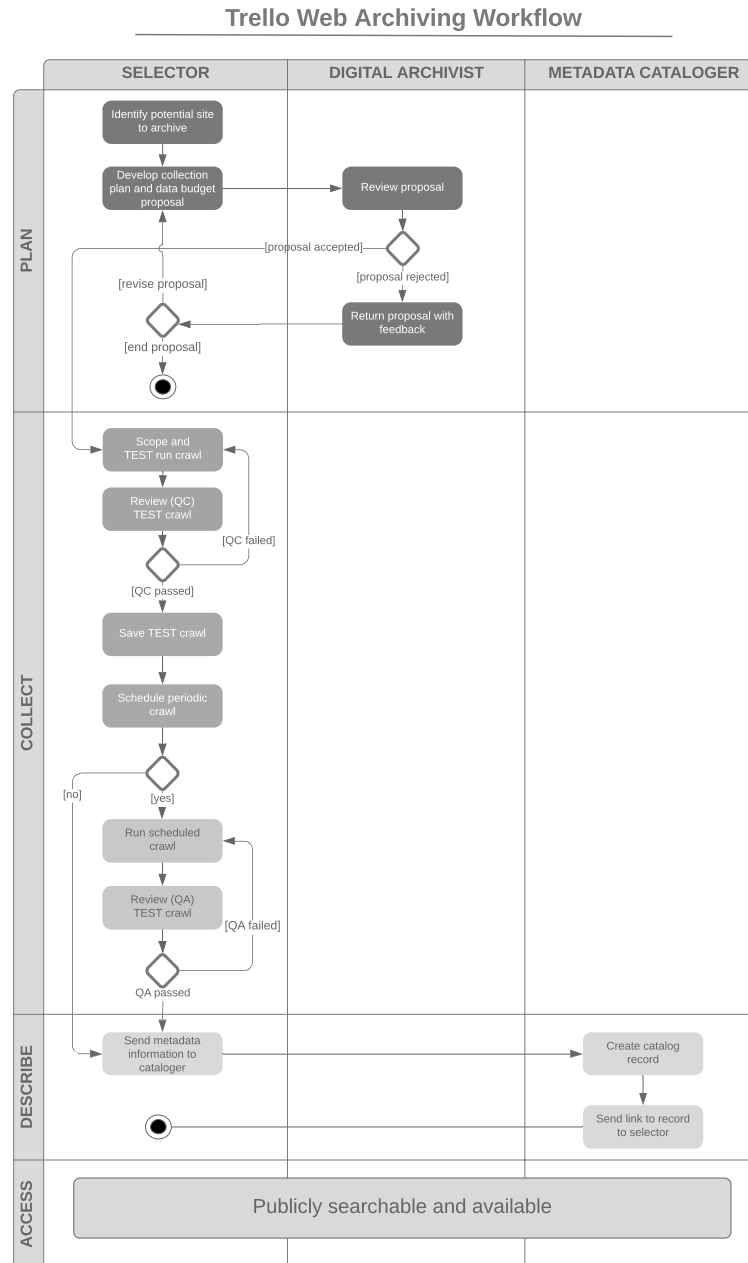 Trello Web Archiving Workflow
SELECTOR
DIGITAL ARCHIVIST
METADATA CATALOGER
PLAN
Identify potential site
to archive
Develop collection
plan and data budget
proposal
Review proposal
[proposal accepted]
[proposal rejected]
[revise proposal]
Return proposal with
feedback
[end proposal]
COLLECT
Scope and
TEST run crawl
Review (QC)
TEST crawl
[QC failed]
[QC passed]
Save TEST crawl
Schedule periodic
crawl
[no]
[yes]
Run scheduled
crawl
Review (QA)
TEST crawl
[QA failed]
QA passed
DESCRIBE
Send metadata
information to
cataloger
Create catalog
record
Send link to record
to selector
ACCESS
Publicly searchable and available